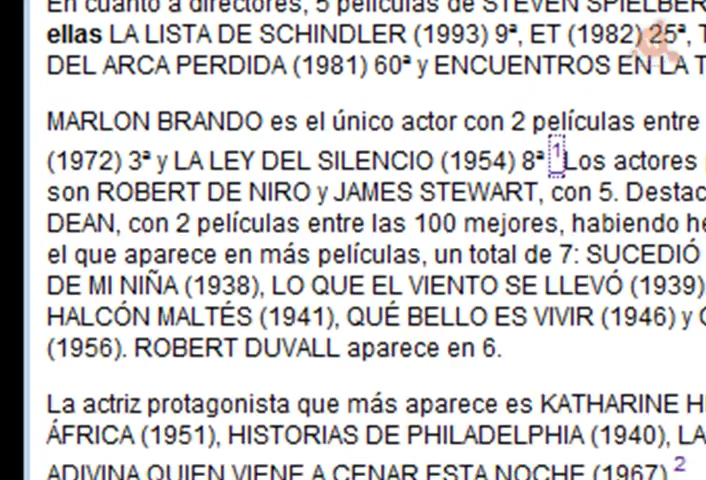 En cuanto a directores, 5 películas de STEVEN SPIELBER
ellas LA LISTA DE SCHINDLER (1993) 9ª, ET (1982) 25ª, T
DEL ARCA PERDIDA (1981) 60ª y ENCUENTROS EN LA T
MARLON BRANDO es el único actor con 2 películas entre
(1972) 3ª y LA LEY DEL SILENCIO (1954) 8ª 1 Los actores
son ROBERT DE NIRO y JAMES STEWART, con 5. Destac
DEAN, con 2 películas entre las 100 mejores, habiendo he
el que aparece en más películas, un total de 7: SUCEDIÓ
DE MI NIÑA (1938), LO QUE EL VIENTO SE LLEVÓ (1939)
HALCÓN MALTÉS (1941), QUÉ BELLO ES VIVIR (1946) y
(1956). ROBERT DUVALL aparece en 6.
La actriz protagonista que más aparece es KATHARINE H
ÁFRICA (1951), HISTORIAS DE PHILADELPHIA (1940), LA
ADIVINA QUIEN VIENE A CENAR ESTA NOCHE (1967) 2